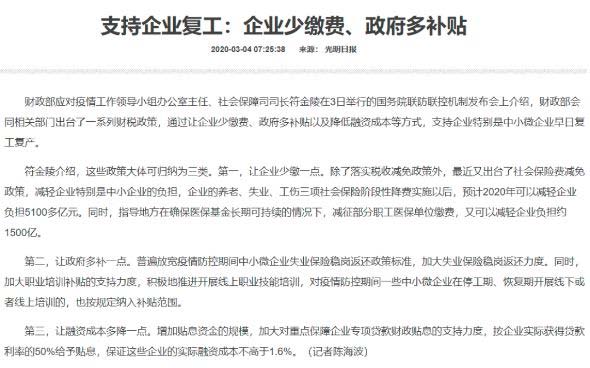 支持企业复工：企业少缴费、政府多补贴
2020-03-04 07:25:38 来源： 光明日报
财政部应对疫情工作领导小组办公室主任、社会保障司司长符金陵在3日举行的国务院联防联控机制发布会上介绍，财政部会
同相关部门出台了一系列财税政策，通过让企业少缴费、政府多补贴以及降低融资成本等方式，支持企业特别是中小微企业早日复
工复产。
符金陵介绍，这些政策大体可归纳为三类。第一，让企业少缴一点。除了落实税收减免政策外，最近又出台了社会保险费减免
政策，减轻企业特别是中小企业的负担，企业的养老、失业、工伤三项社会保险阶段性降费实施以后，预计2020年可以减轻企业
负担5100多亿元。同时，指导地方在确保医保基金长期可持续的情况下，减征部分职工医保单位缴费，又可以减轻企业负担约
1500亿。
第二，让政府多补一点。普遍放宽疫情防控期间中小微企业失业保险稳岗返还政策标准，加大失业保险稳岗返还力度。同时，
加大职业培训补贴的支持力度，积极地推进开展线上职业技能培训，对疫情防控期间一些中小微企业在停工期、恢复期开展线下或
者线上培训的，也按规定纳入补贴范围。
第三，让融资成本多降一点。增加贴息资金的规模，加大对重点保障企业专项贷款财政贴息的支持力度，按企业实际获得贷款
利率的50%给予贴息，保证这些企业的实际融资成本不高于1.6%。（记者陈海波）